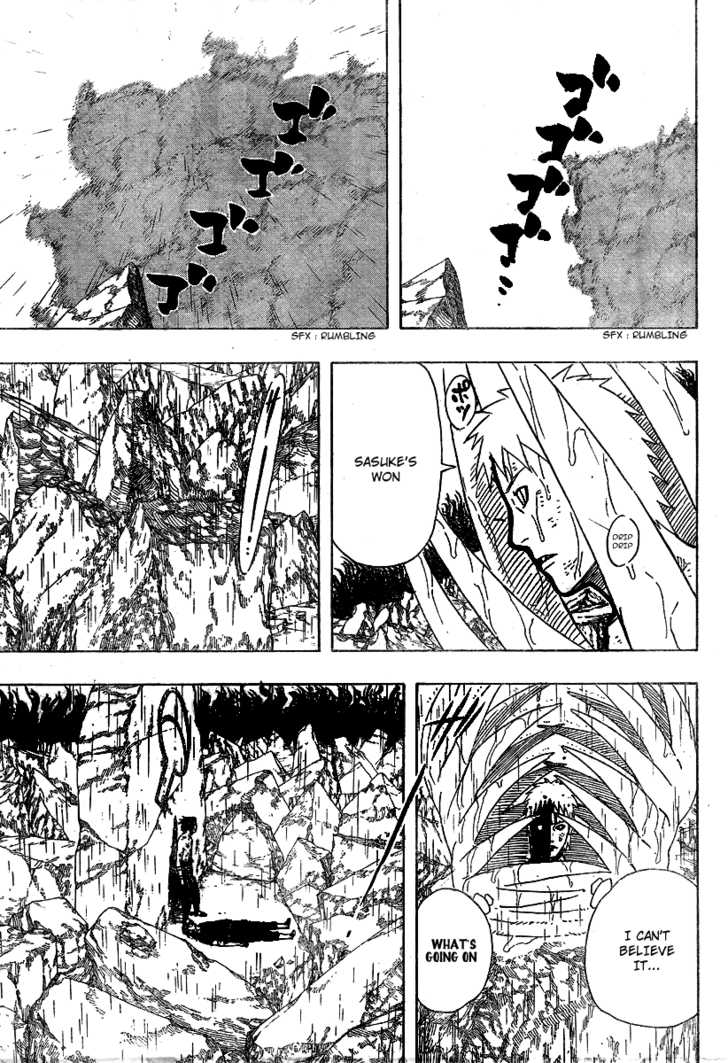 ゴゴゴゴ゙
SFX : RUMBLING
ゴゴゴゴ
SFX : RUMBLING
ポッ
SASUKE'S
WON
DRIP
DRIP
I CAN'T
BELIEVE
IT...
WHAT'S
GOING ON